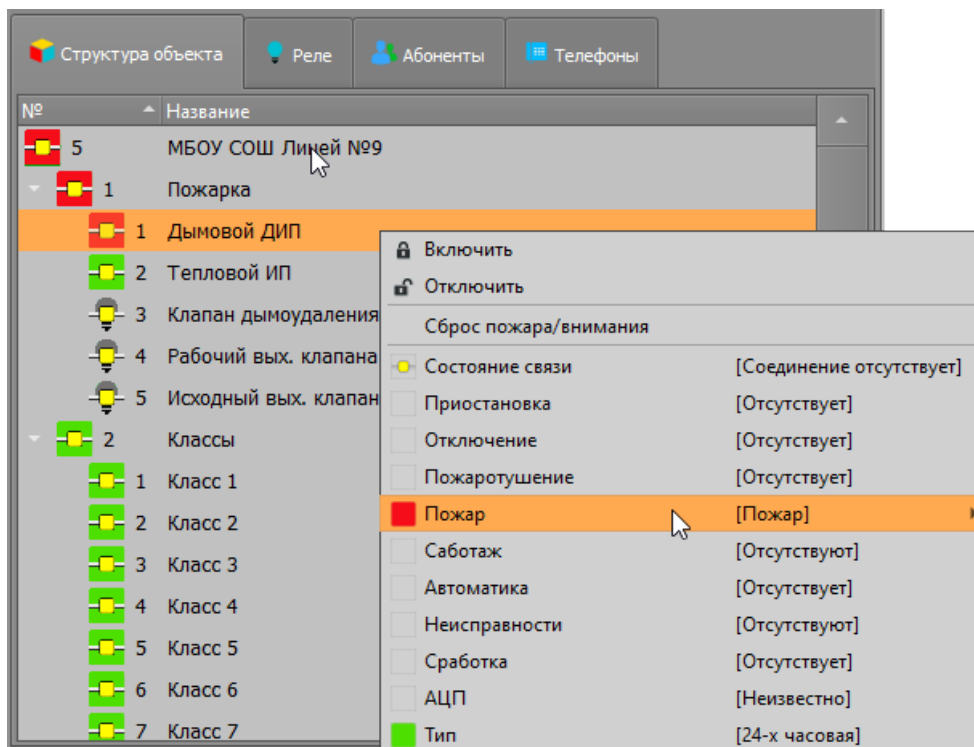 Структура объекта Реле Абоненты Телефоны
№ Название
5 МБОУ СОШ Лицей №9
1 Пожарка
1 Дымовой ДИП
2 Тепловой ИП
3 Клапан дымоудаления
4 Рабочий вых. клапана
5 Исходный вых. клапан
2 Классы
1 Класс 1
2 Класс 2
3 Класс 3
4 Класс 4
5 Класс 5
6 Класс 6
7 Класс 7
Включить
Отключить
Сброс пожара/внимания
Состояние связи [Соединение отсутствует]
Приостановка [Отсутствует]
Отключение [Отсутствует]
Пожаротушение [Отсутствует]
Пожар [Пожар]
Саботаж [Отсутствуют]
Автоматика [Отсутствует]
Неисправности [Отсутствуют]
Сработка [Отсутствует]
АЦП [Неизвестно]
Тип [24-х часовая]